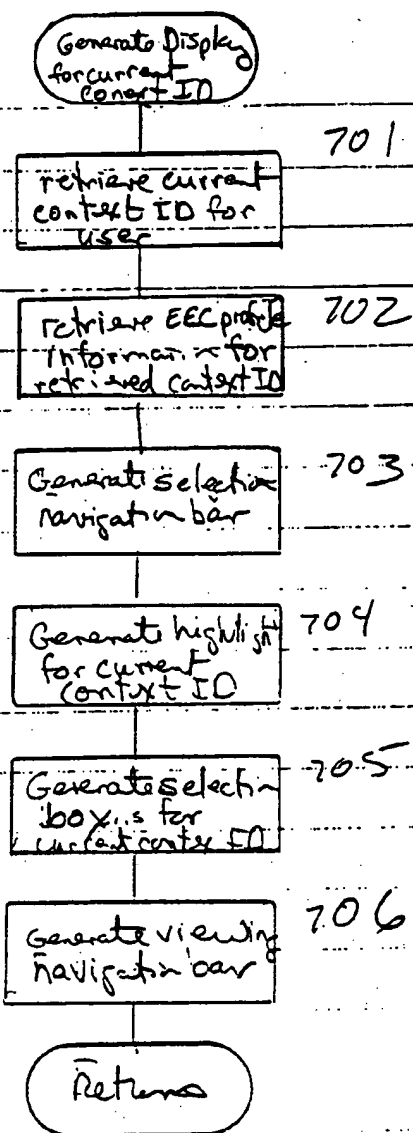 Generate Display
for current
context ID
701
retrieve current
context ID for
user
702
retrieve EEC profile
information for
retrieved context ID
703
Generate selection
navigation bar
704
Generate highlight
for current
context ID
705
Generate selection
boxes for
current context ID
706
Generate viewing
navigation bar
Return